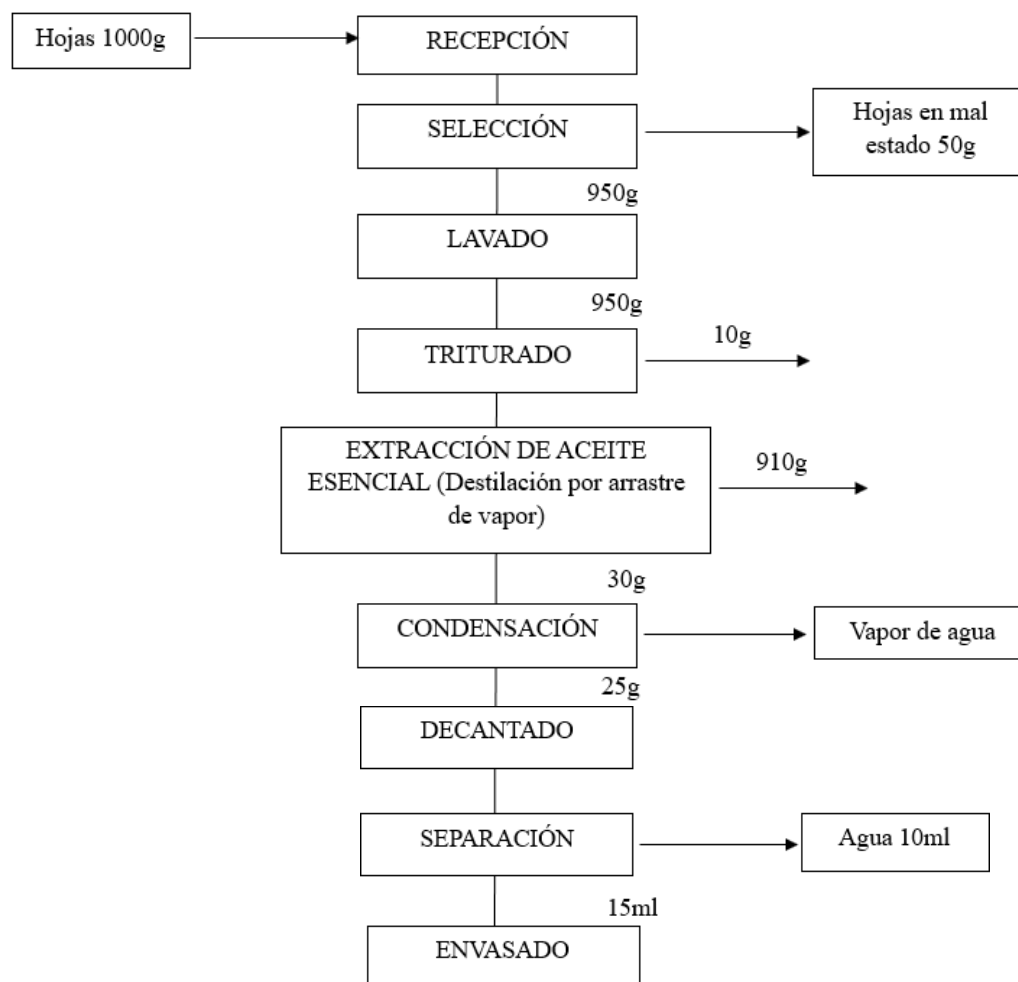 Hojas 1000g
RECEPCIÓN
SELECCIÓN
Hojas en mal
estado 50g
950g
LAVADO
950g
TRITURADO
10g
EXTRACCIÓN DE ACEITE
ESENCIAL (Destilación por arrastre
de vapor)
910g
30g
CONDENSACIÓN
Vapor de agua
25g
DECANTADO
SEPARACIÓN
Agua 10ml
15ml
ENVASADO